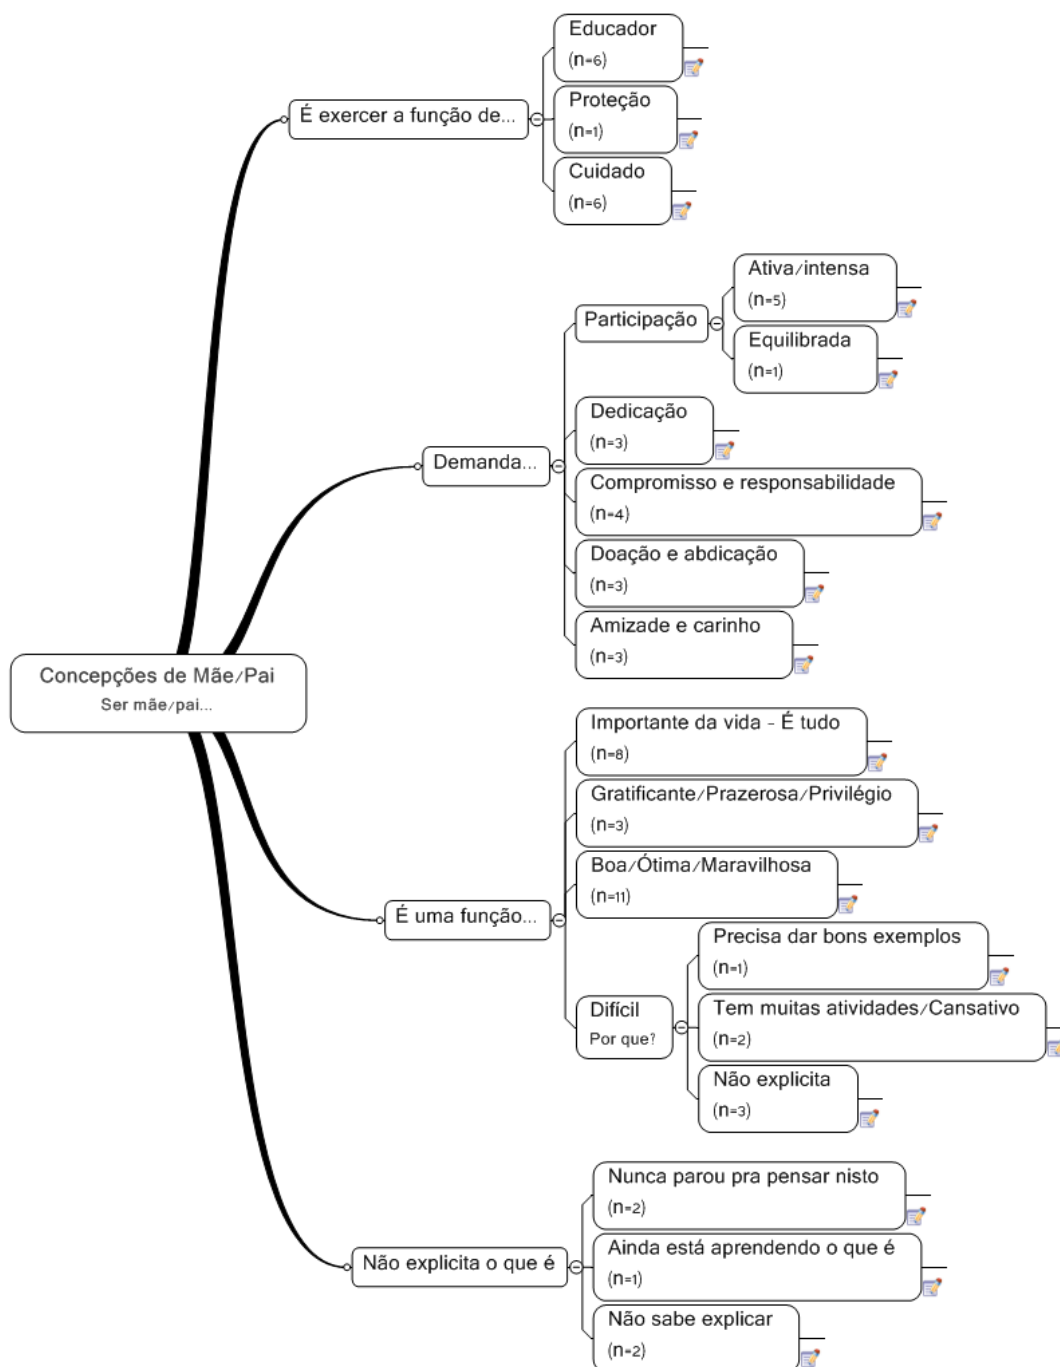 Concepções de Mãe/Pai
Ser mãe/pai...
É exercer a função de...
Educador
(n=6)
Proteção
(n=1)
Cuidado
(n=6)
Demanda...
Participação
Ativa/intensa
(n=5)
Equilibrada
(n=1)
Dedicação
(n=3)
Compromisso e responsabilidade
(n=4)
Doação e abdicação
(n=3)
Amizade e carinho
(n=3)
É uma função...
Importante da vida - É tudo
(n=8)
Gratificante/Prazerosa/Privilégio
(n=3)
Boa/Ótima/Maravilhosa
(n=11)
Difícil
Por que?
Precisa dar bons exemplos
(n=1)
Tem muitas atividades/Cansativo
(n=2)
Não explicita
(n=3)
Não explicita o que é
Nunca parou pra pensar nisto
(n=2)
Ainda está aprendendo o que é
(n=1)
Não sabe explicar
(n=2)